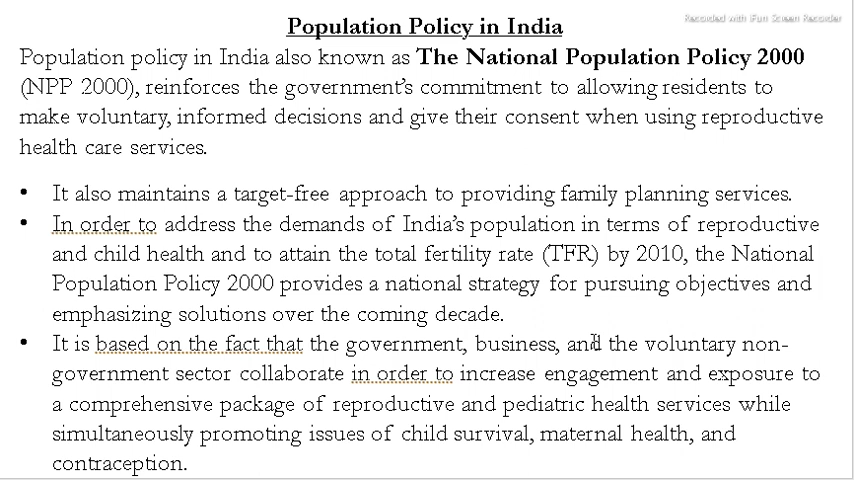 Population Policy in India
Recorded with iFun Screen Recorder
Population policy in India also known as The National Population Policy 2000
(NPP 2000), reinforces the government's commitment to allowing residents to
make voluntary, informed decisions and give their consent when using reproductive
health care services.
• It also maintains a target-free approach to providing family planning services.
• In order to address the demands of India's population in terms of reproductive
and child health and to attain the total fertility rate (TFR) by 2010, the National
Population Policy 2000 provides a national strategy for pursuing objectives and
emphasizing solutions over the coming decade.
• It is based on the fact that the government, business, and the voluntary non-
government sector collaborate in order to increase engagement and exposure to
a comprehensive package of reproductive and pediatric health services while
simultaneously promoting issues of child survival, maternal health, and
contraception.